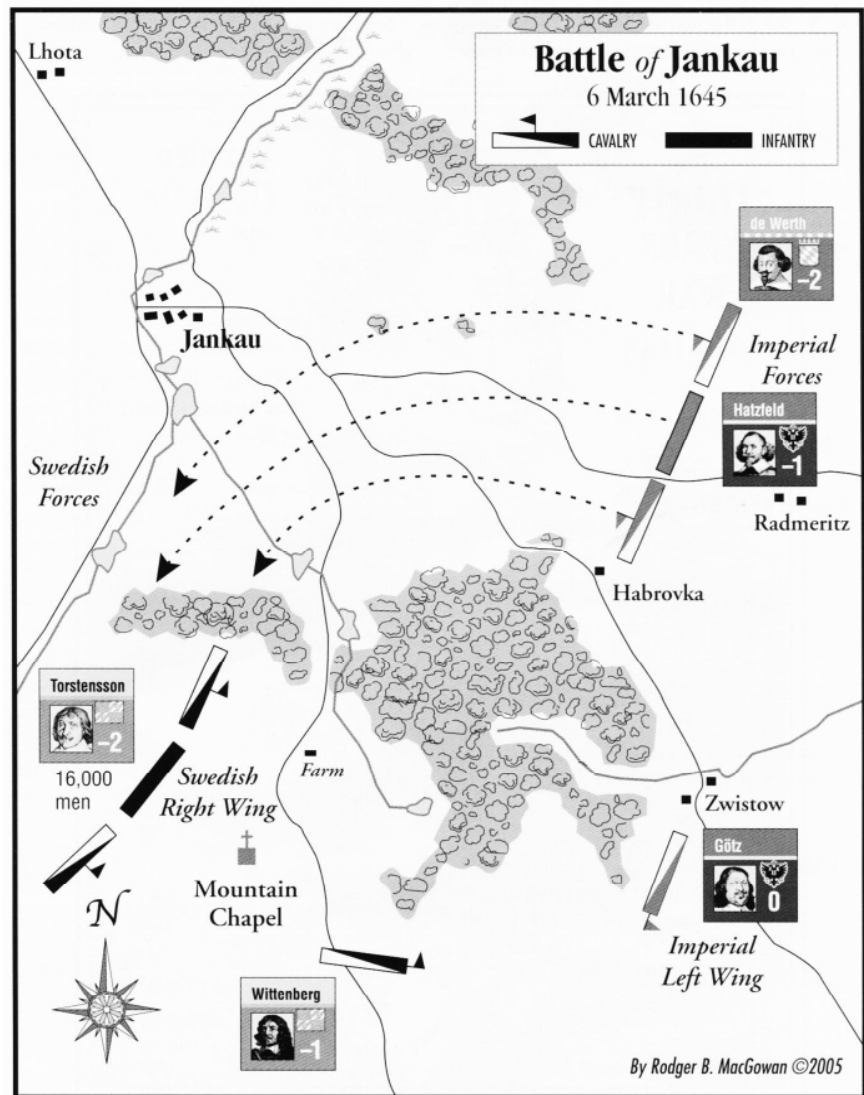 Battle of Jankau
6 March 1645
CAVALRY
INFANTRY
Lhota
de Werth
–2
Jankau
Imperial
Forces
Hatzfeld
–1
Swedish
Forces
Radmeritz
Habrovka
Torstensson
–2
16,000
men
Swedish
Right Wing
Farm
Zwistow
Götz
0
Mountain
Chapel
Imperial
Left Wing
N
Wittenberg
–1
By Rodger B. MacGowan ©2005